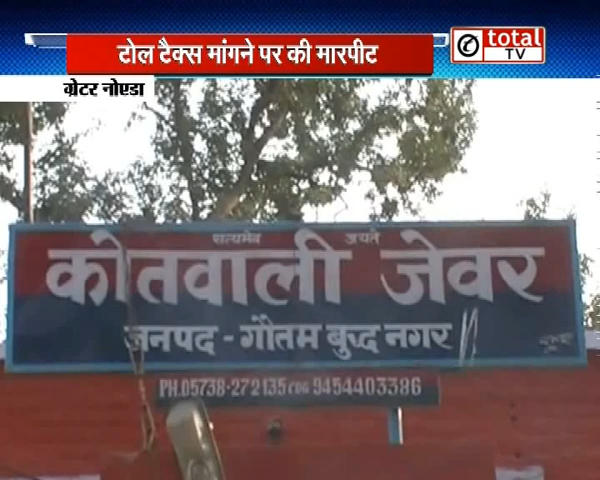 टोल टैक्स मांगने पर की मारपीट
total TV
ग्रेटर नोएडा
सत्यमेव जयते
कोतवाली जेवर
जनपद - गौतम बुद्ध नगर
PH.05738-272135 CUG 9454403386
total